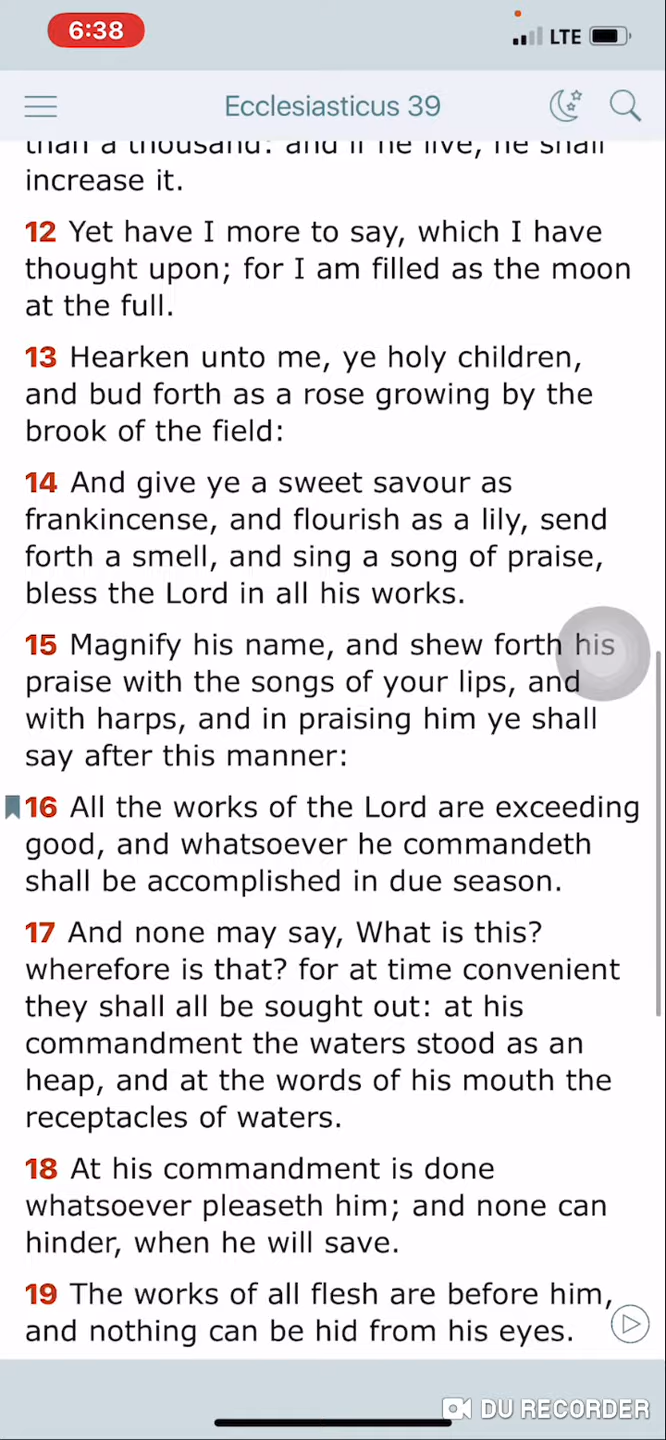 6:38
LTE
Ecclesiasticus 39
than a thousand: and if he live, he shall
increase it.
12 Yet have I more to say, which I have
thought upon; for I am filled as the moon
at the full.
13 Hearken unto me, ye holy children,
and bud forth as a rose growing by the
brook of the field:
14 And give ye a sweet savour as
frankincense, and flourish as a lily, send
forth a smell, and sing a song of praise,
bless the Lord in all his works.
15 Magnify his name, and shew forth his
praise with the songs of your lips, and
with harps, and in praising him ye shall
say after this manner:
16 All the works of the Lord are exceeding
good, and whatsoever he commandeth
shall be accomplished in due season.
17 And none may say, What is this?
wherefore is that? for at time convenient
they shall all be sought out: at his
commandment the waters stood as an
heap, and at the words of his mouth the
receptacles of waters.
18 At his commandment is done
whatsoever pleaseth him; and none can
hinder, when he will save.
19 The works of all flesh are before him,
and nothing can be hid from his eyes.
DU RECORDER